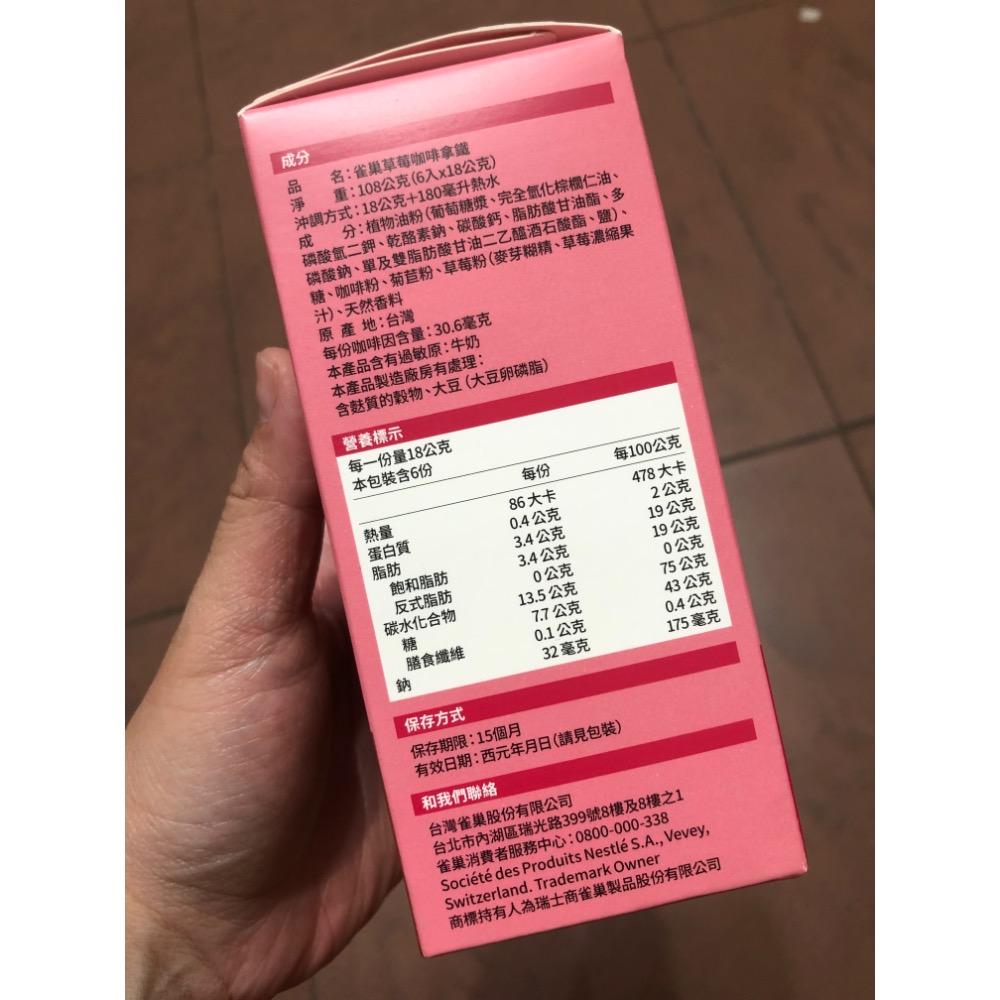 成分
品 名:雀巢草莓咖啡拿鐵
淨 重:108公克(6入x18公克)
沖調方式:18公克+180毫升熱水
成 分:植物油粉(葡萄糖漿、完全氫化棕櫚仁油、
磷酸氫二鉀、乾酪素鈉、碳酸鈣、脂肪酸甘油酯、多
磷酸鈉、單及雙脂肪酸甘油二乙醯酒石酸酯、鹽)、
糖、咖啡粉、菊苣粉、草莓粉(麥芽糊精、草莓濃縮果
汁)、天然香料
原 產 地:台灣
每份咖啡因含量:30.6毫克
本產品含有過敏原:牛奶
本產品製造廠房有處理:
含麩質的穀物、大豆(大豆卵磷脂)
營養標示
每一份量18公克
本包裝含6份
每份 每100公克
熱量 86 大卡 478 大卡
蛋白質 0.4 公克 2 公克
脂肪 3.4 公克 19 公克
飽和脂肪 3.4 公克 19 公克
反式脂肪 0 公克 0 公克
碳水化合物 13.5 公克 75 公克
糖 7.7 公克 43 公克
膳食纖維 0.1 公克 0.4 公克
鈉 32 毫克 175 毫克
保存方式
保存期限:15個月
有效日期:西元年月日(請見包裝)
和我們聯絡
台灣雀巢股份有限公司
台北市內湖區瑞光路399號8樓及8樓之1
雀巢消費者服務中心:0800-000-338
Société des Produits Nestlé S.A., Vevey,
Switzerland. Trademark Owner
商標持有人為瑞士商雀巢製品股份有限公司